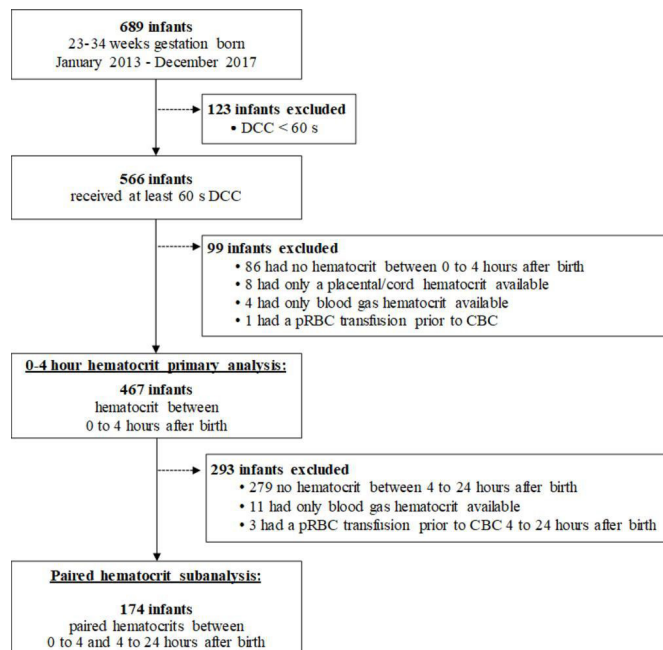 689 infants
23-34 weeks gestation born
January 2013 - December 2017
123 infants excluded
• DCC < 60 s
566 infants
received at least 60 s DCC
99 infants excluded
• 86 had no hematocrit between 0 to 4 hours after birth
• 8 had only a placental/cord hematocrit available
• 4 had only blood gas hematocrit available
• 1 had a pRBC transfusion prior to CBC
0-4 hour hematocrit primary analysis:
467 infants
hematocrit between
0 to 4 hours after birth
293 infants excluded
• 279 no hematocrit between 4 to 24 hours after birth
• 11 had only blood gas hematocrit available
• 3 had a pRBC transfusion prior to CBC 4 to 24 hours after birth
Paired hematocrit subanalysis:
174 infants
paired hematocrits between
0 to 4 and 4 to 24 hours after birth